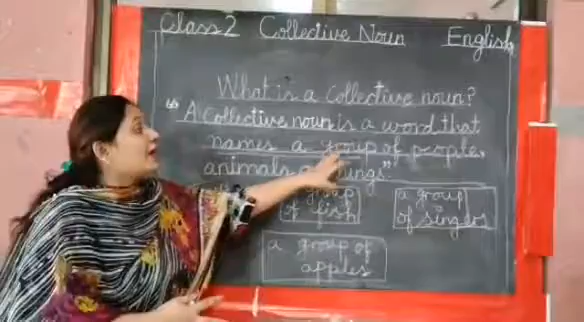 Class 2 Collective Noun English
What is a Collective noun?
"A Collective noun is a word that
names a group of people,
animals things."
group a group
of fish of singers
a group of
apples